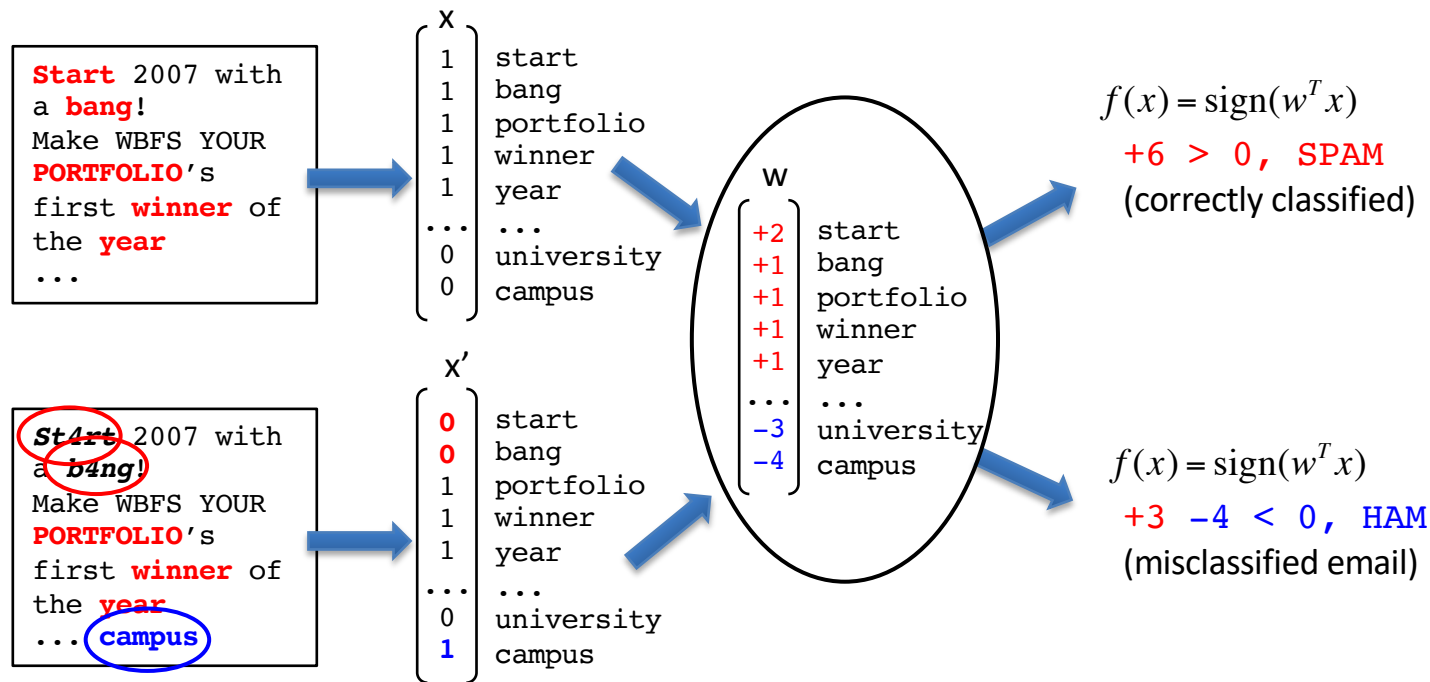 Start 2007 with
a bang!
Make WBFS YOUR
PORTFOLIO's
first winner of
the year
...
x
1 start
1 bang
1 portfolio
1 winner
1 year
... ...
0 university
0 campus
St4rt 2007 with
a b4ng!
Make WBFS YOUR
PORTFOLIO's
first winner of
the year
... campus
x'
0 start
0 bang
1 portfolio
1 winner
1 year
... ...
0 university
1 campus
w
+2 start
+1 bang
+1 portfolio
+1 winner
+1 year
... ...
-3 university
-4 campus
f(x) = sign(w^T x)
+6 > 0, SPAM
(correctly classified)
f(x) = sign(w^T x)
+3 -4 < 0, HAM
(misclassified email)